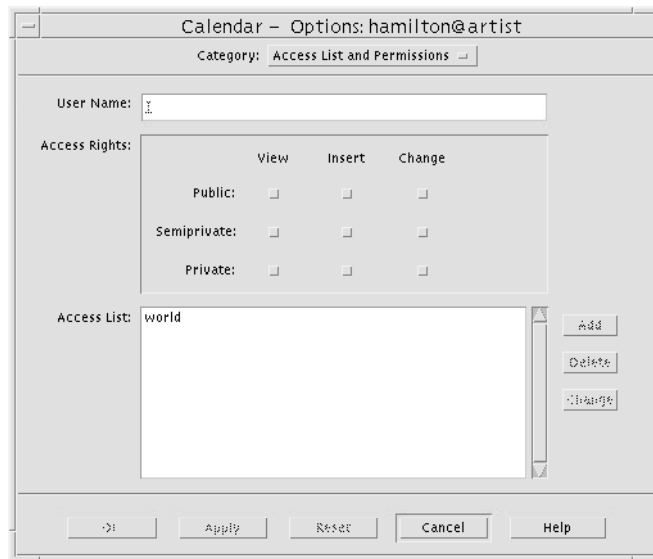 Calendar – Options: hamilton@artist
Category: Access List and Permissions
User Name:
Access Rights:
View Insert Change
Public:
Semiprivate:
Private:
Access List: world
Add
Delete
Change
OK Apply Reset Cancel Help